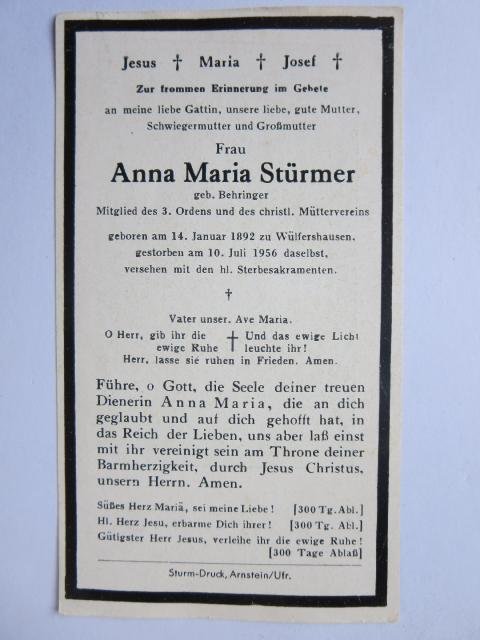 Jesus † Maria † Josef †
Zur frommen Erinnerung im Gebete
an meine liebe Gattin, unsere liebe, gute Mutter,
Schwiegermutter und Großmutter
Frau
Anna Maria Stürmer
geb. Behringer
Mitglied des 3. Ordens und des christl. Müttervereins
geboren am 14. Januar 1892 zu Wülfershausen,
gestorben am 10. Juli 1956 daselbst,
versehen mit den hl. Sterbesakramenten.
†
Vater unser. Ave Maria.
O Herr, gib ihr die † Und das ewige Licht
ewige Ruhe leuchte ihr!
Herr, lasse sie ruhen in Frieden. Amen.
Führe, o Gott, die Seele deiner treuen
Dienerin Anna Maria, die an dich
geglaubt und auf dich gehofft hat, in
das Reich der Lieben, uns aber laß einst
mit ihr vereinigt sein am Throne deiner
Barmherzigkeit, durch Jesus Christus,
unsern Herrn. Amen.
Süßes Herz Mariä, sei meine Liebe! [300 Tg. Abl.]
Hl. Herz Jesu, erbarme Dich ihrer! [300 Tg. Abl.]
Gütigster Herr Jesus, verleihe ihr die ewige Ruhe!
[300 Tage Ablaß]
Sturm-Druck, Arnstein/Ufr.